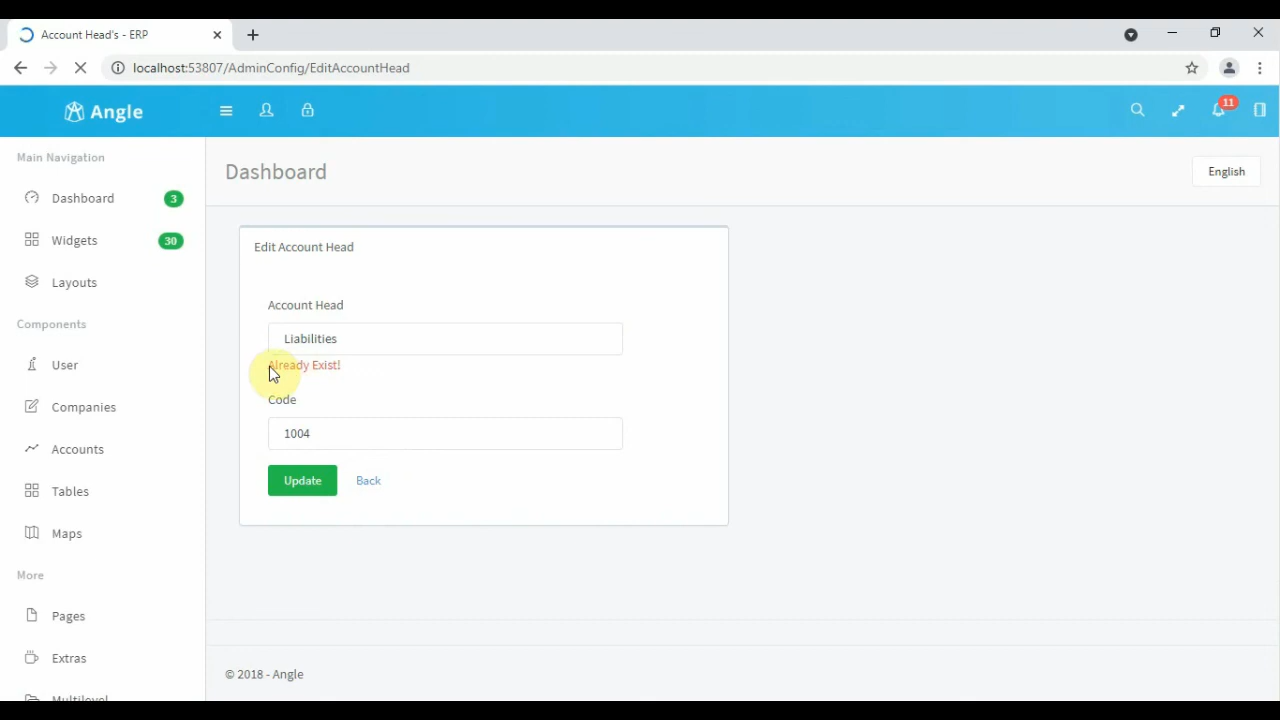 Account Head's - ERP
localhost:53807/AdminConfig/EditAccountHead
Angle
11
Main Navigation
Dashboard
English
Dashboard 3
Widgets 30
Layouts
Components
User
Companies
Accounts
Tables
Maps
More
Pages
Extras
Multilevel
Edit Account Head
Account Head
Liabilities
Already Exist!
Code
1004
Update Back
© 2018 - Angle